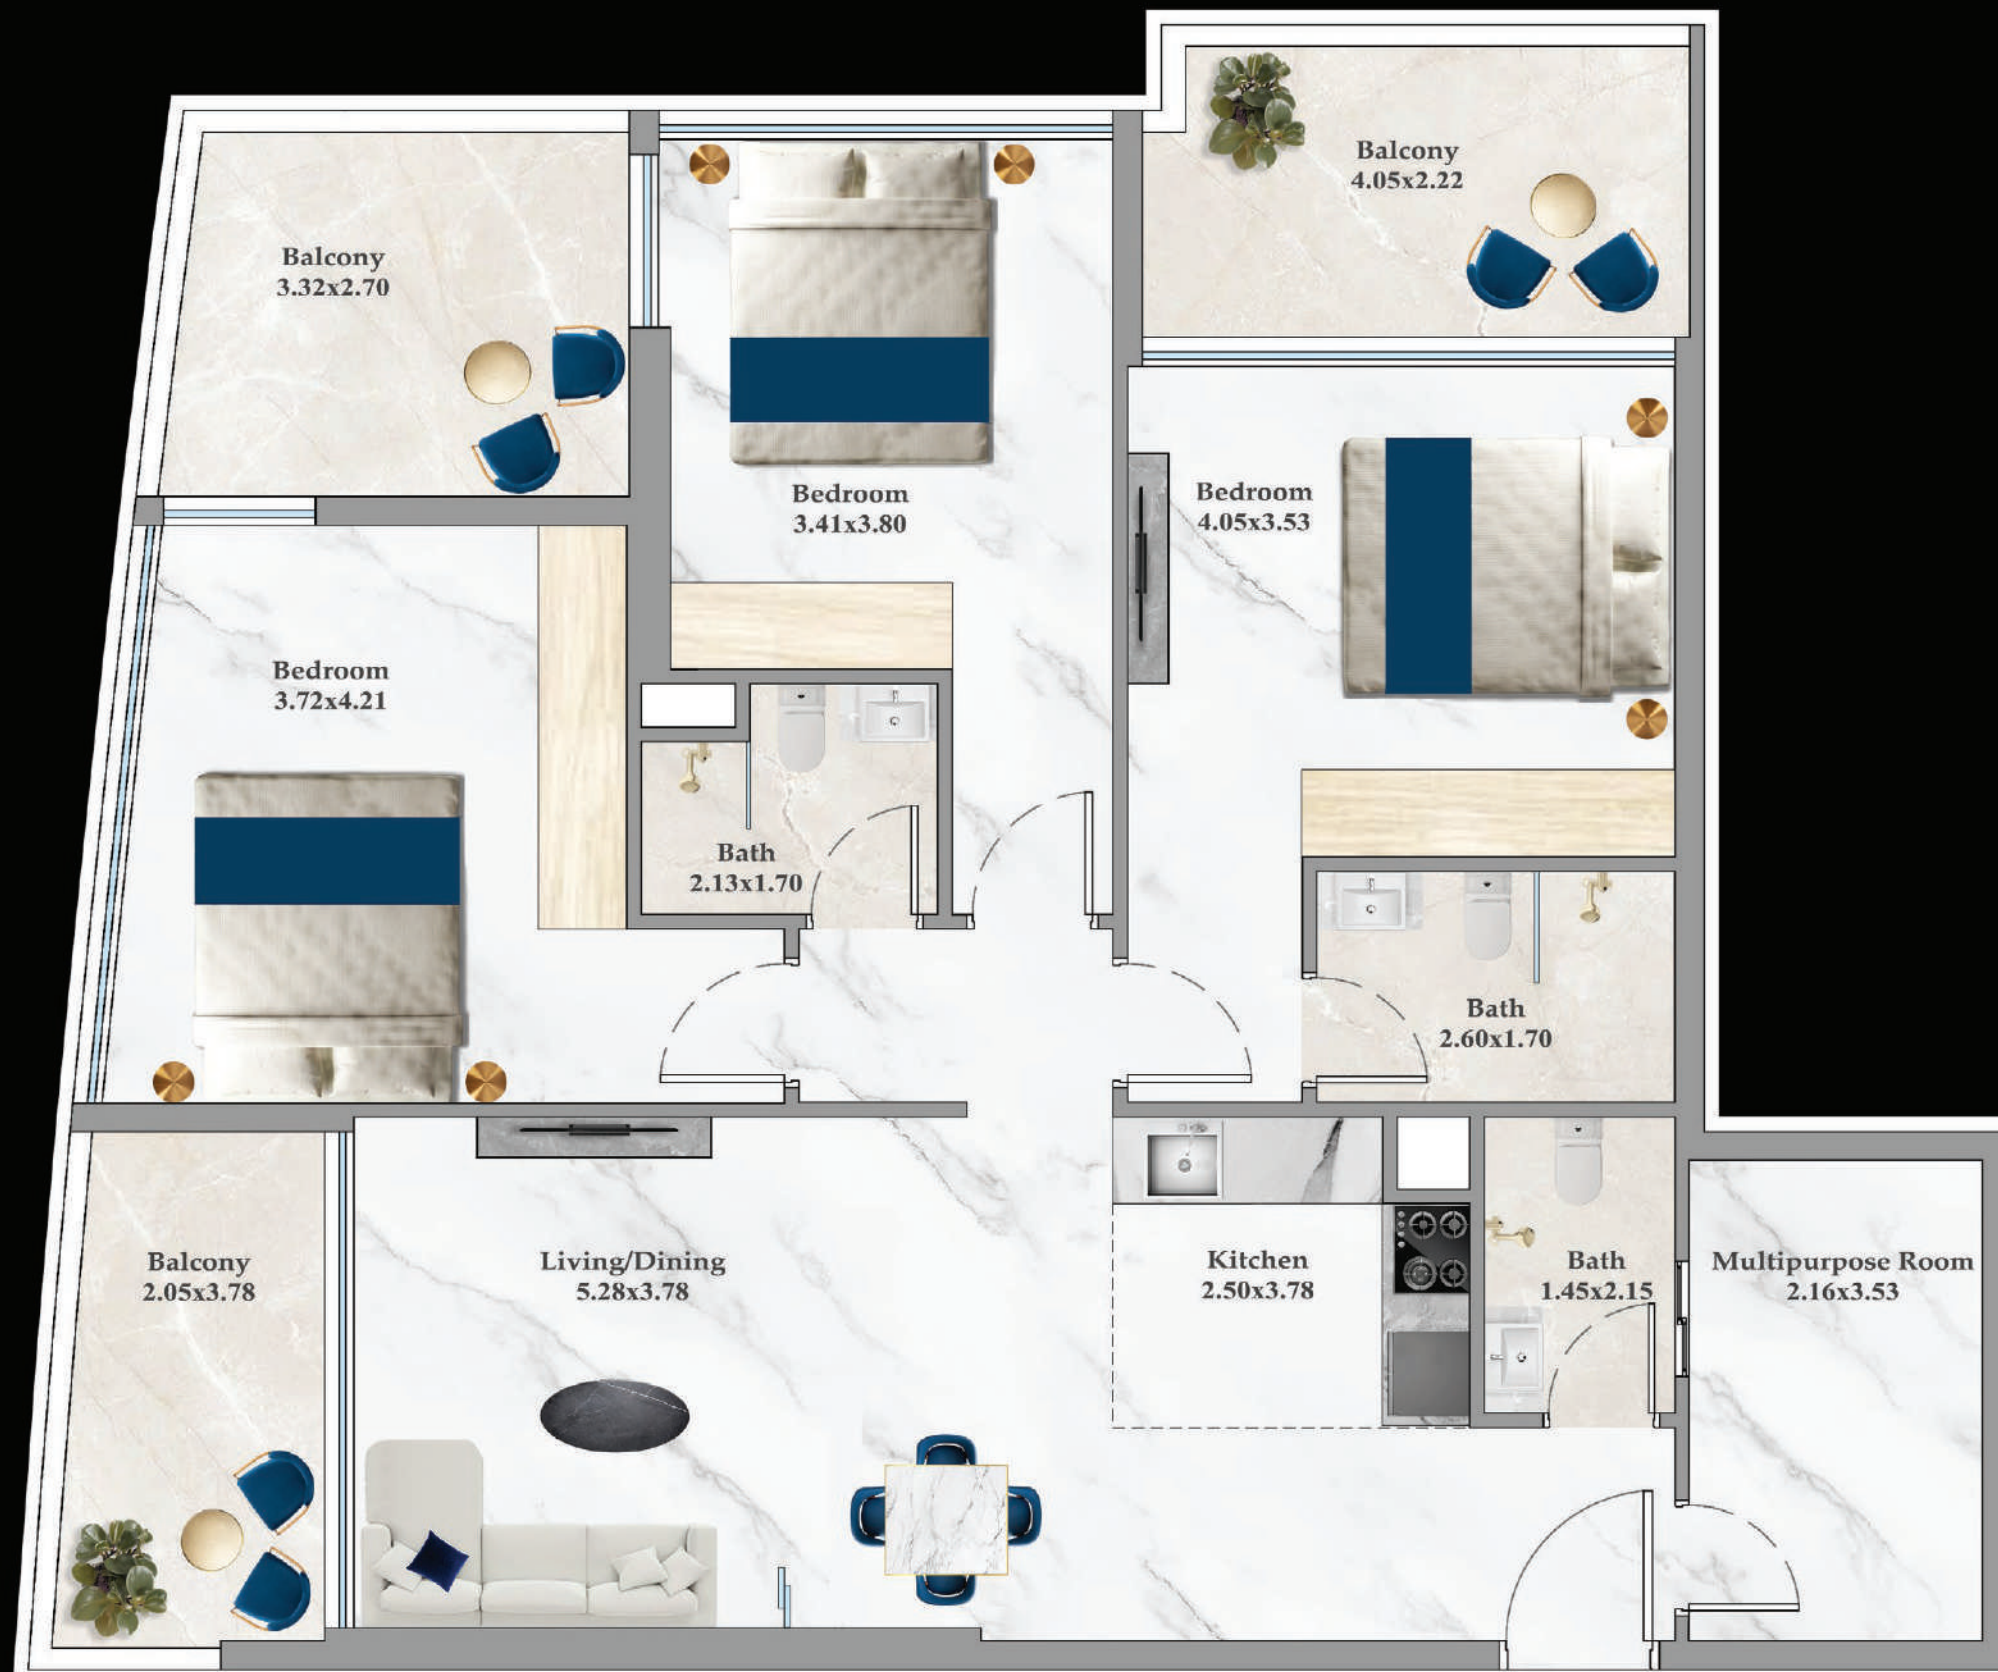 Balcony
4.05x2.22
Balcony
3.32x2.70
Bedroom
3.41x3.80
Bedroom
4.05x3.53
Bedroom
3.72x4.21
Bath
2.13x1.70
Bath
2.60x1.70
Balcony
2.05x3.78
Living/Dining
5.28x3.78
Kitchen
2.50x3.78
Bath
1.45x2.15
Multipurpose Room
2.16x3.53